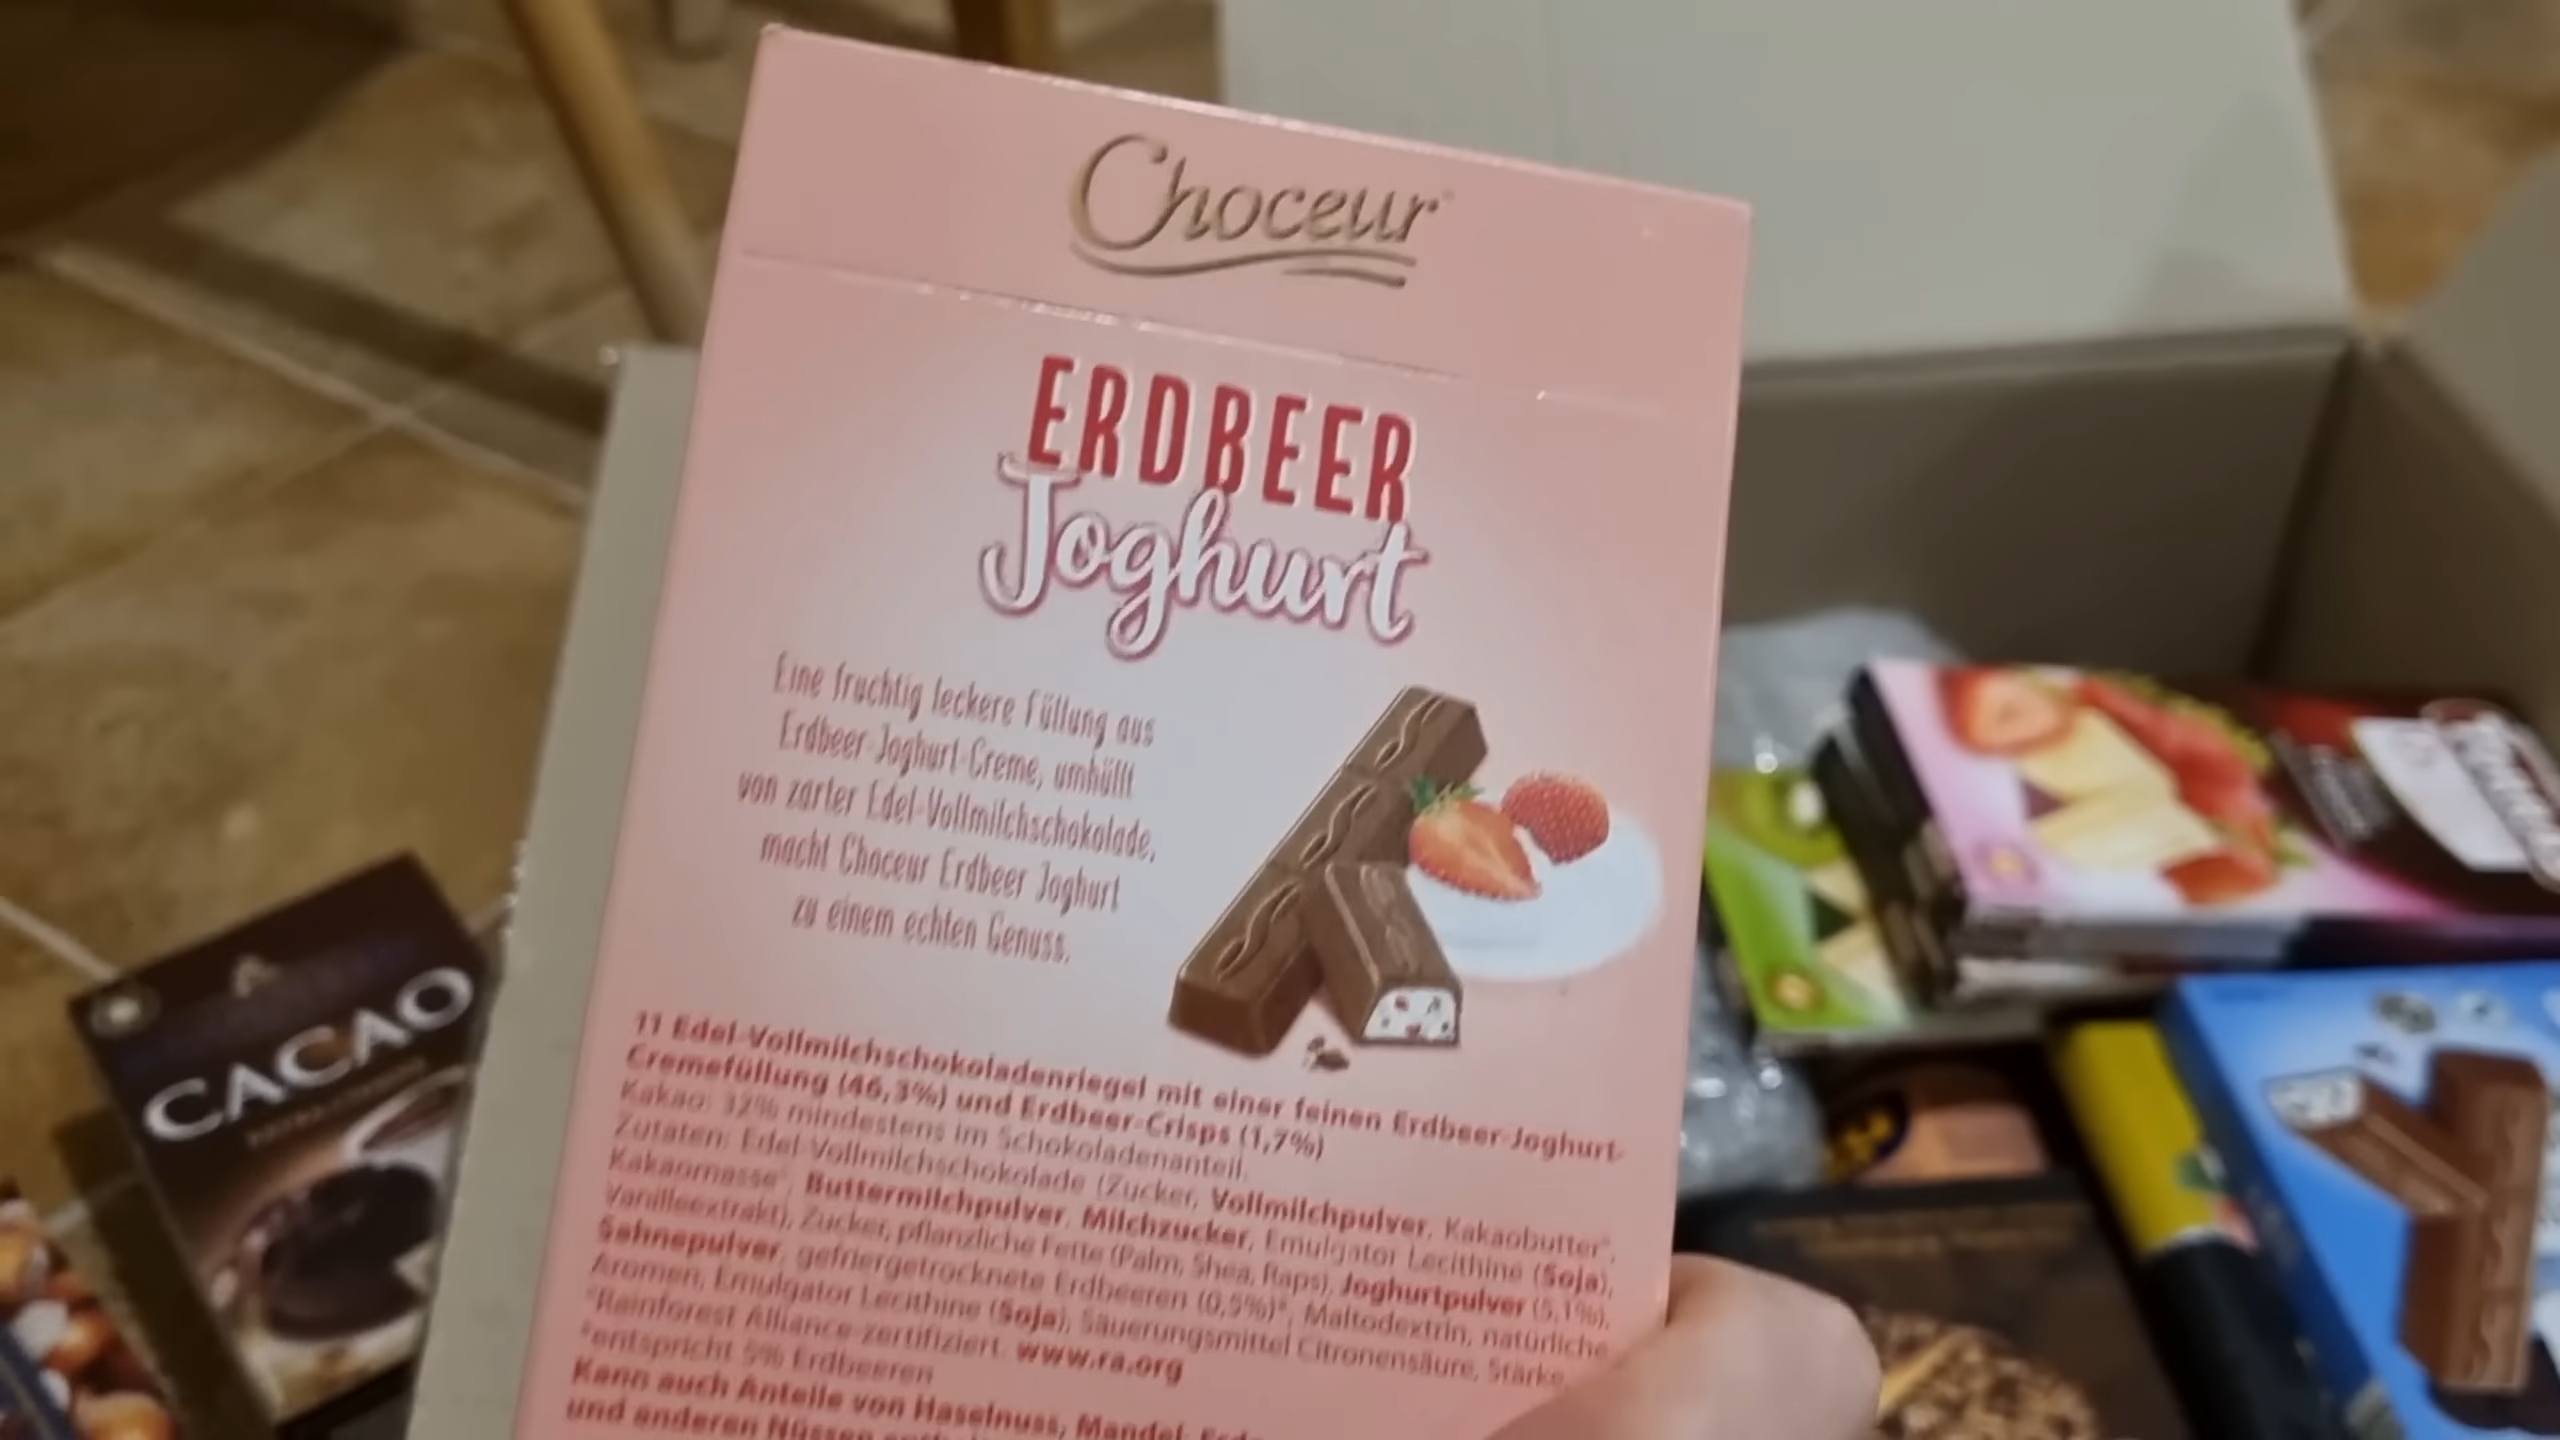 Choceur
ERDBEER
Joghurt
Eine fruchtig leckere Füllung aus
Erdbeer-Joghurt-Creme, umhüllt
von zarter Edel-Vollmilchschokolade,
macht Choceur Erdbeer Joghurt
zu einem echten Genuss.
11 Edel-Vollmilchschokoladenriegel mit einer feinen Erdbeer-Joghurt-
Cremefüllung (46,3%) und Erdbeer-Crisps (1,7%)
Kakao: 32% mindestens im Schokoladenanteil.
Zutaten: Edel-Vollmilchschokolade (Zucker, Vollmilchpulver, Kakaobutter°,
Kakaomasse°, Buttermilchpulver, Milchzucker, Emulgator Lecithine (Soja),
Vanilleextrakt), Zucker, pflanzliche Fette (Palm, Shea, Raps), Joghurtpulver (5,1%),
Sahnepulver, gefriergetrocknete Erdbeeren (0,5%)*, Maltodextrin, natürliche
Aromen, Emulgator Lecithine (Soja), Säuerungsmittel Citronensäure, Stärke.
°Rainforest Alliance-zertifiziert. www.ra.org
*entspricht 5% Erdbeeren
Kann auch Anteile von Haselnuss, Mandel,
und anderen Nüssen
CACAO